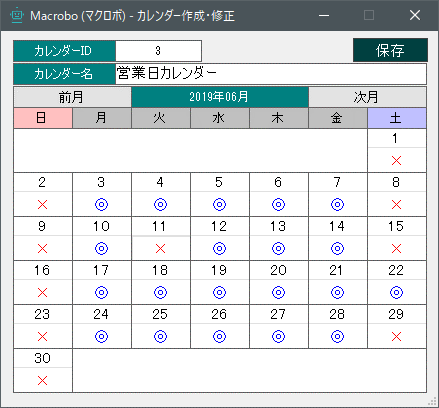 Macrobo (マクロボ) - カレンダー作成・修正
カレンダーID 3 保存
カレンダー名 営業日カレンダー
前月 2019年06月 次月
日 月 火 水 木 金 土
1
×
2 3 4 5 6 7 8
× ◎ ◎ ◎ ◎ ◎ ×
9 10 11 12 13 14 15
× ◎ × ◎ ◎ ◎ ×
16 17 18 19 20 21 22
× ◎ ◎ ◎ ◎ ◎ ◎
23 24 25 26 27 28 29
× ◎ ◎ ◎ ◎ ◎ ×
30
×